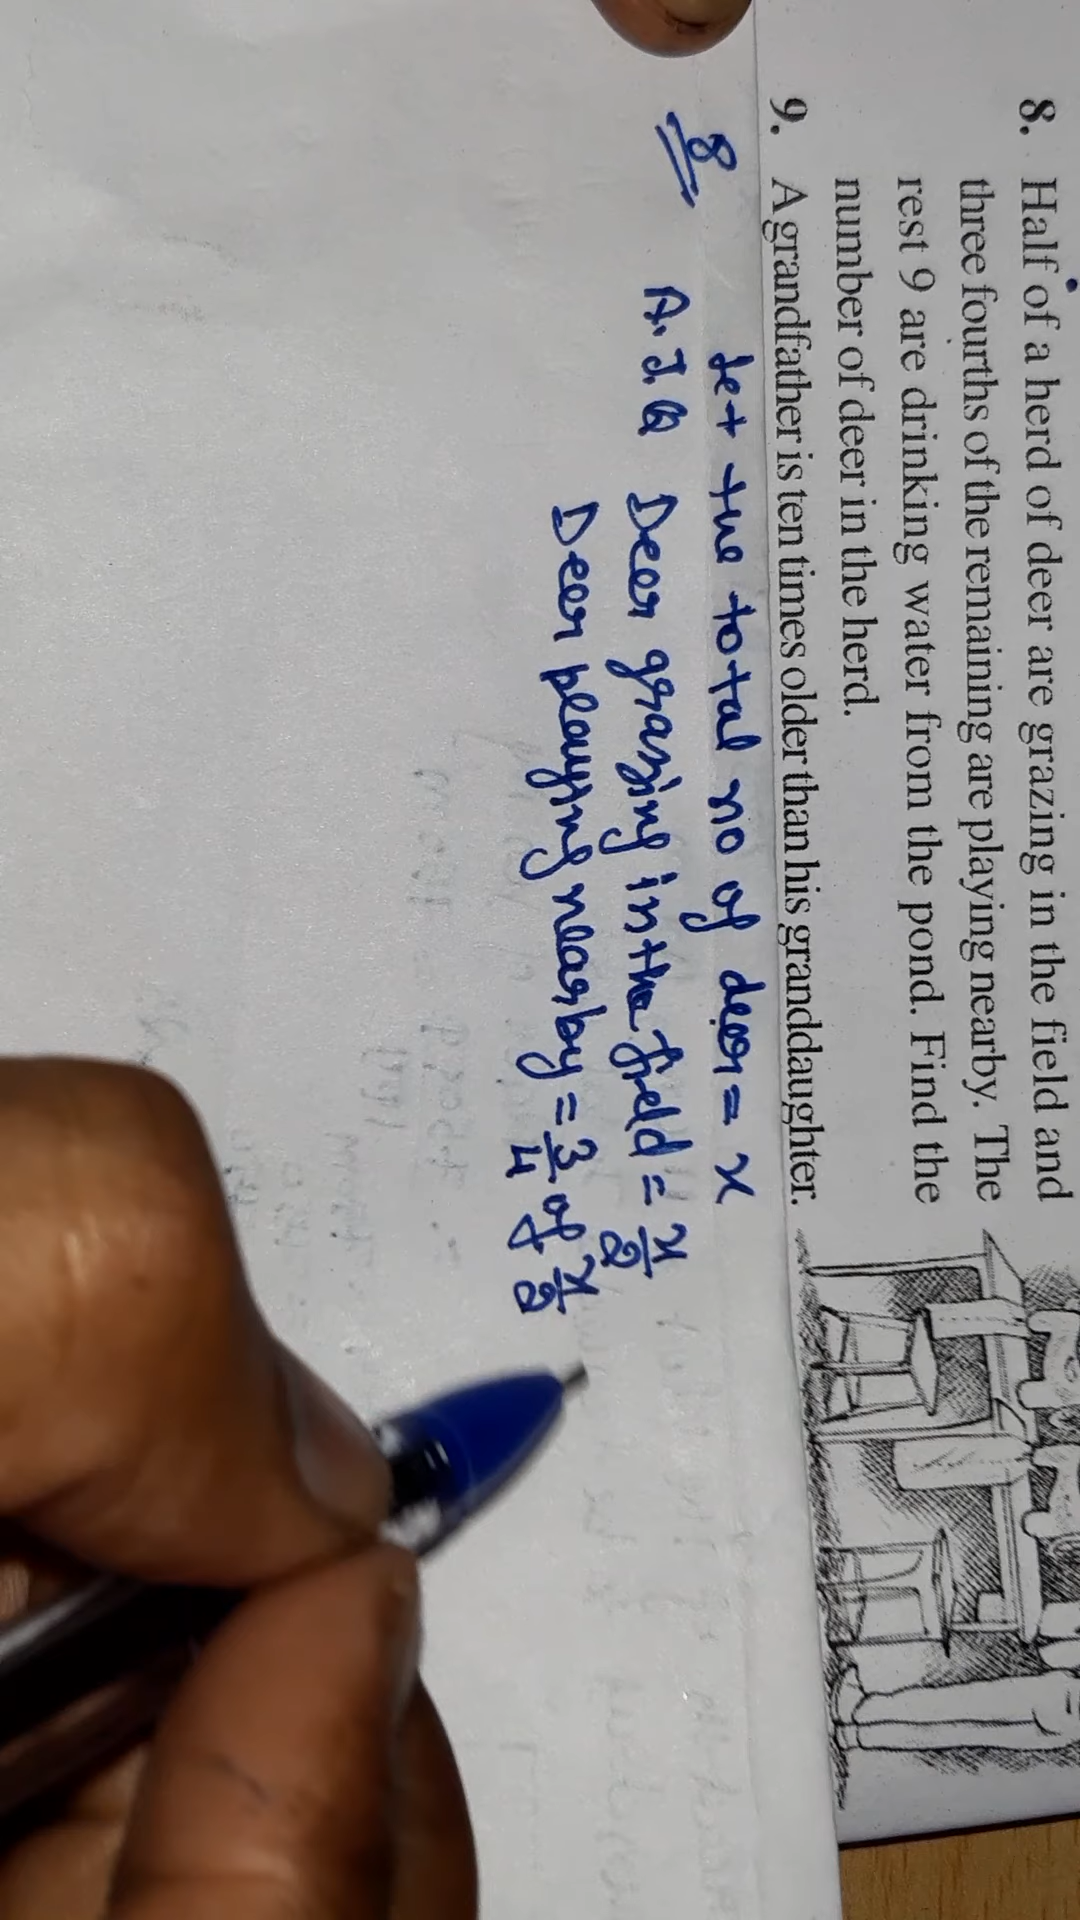 8. Half of a herd of deer are grazing in the field and
three fourths of the remaining are playing nearby. The
rest 9 are drinking water from the pond. Find the
number of deer in the herd.
9. A grandfather is ten times older than his granddaughter.
8 Let the total no of deer = x
A.T.Q Deer grazing in the field = x/2
Deer playing nearby = 3/4 of x/2